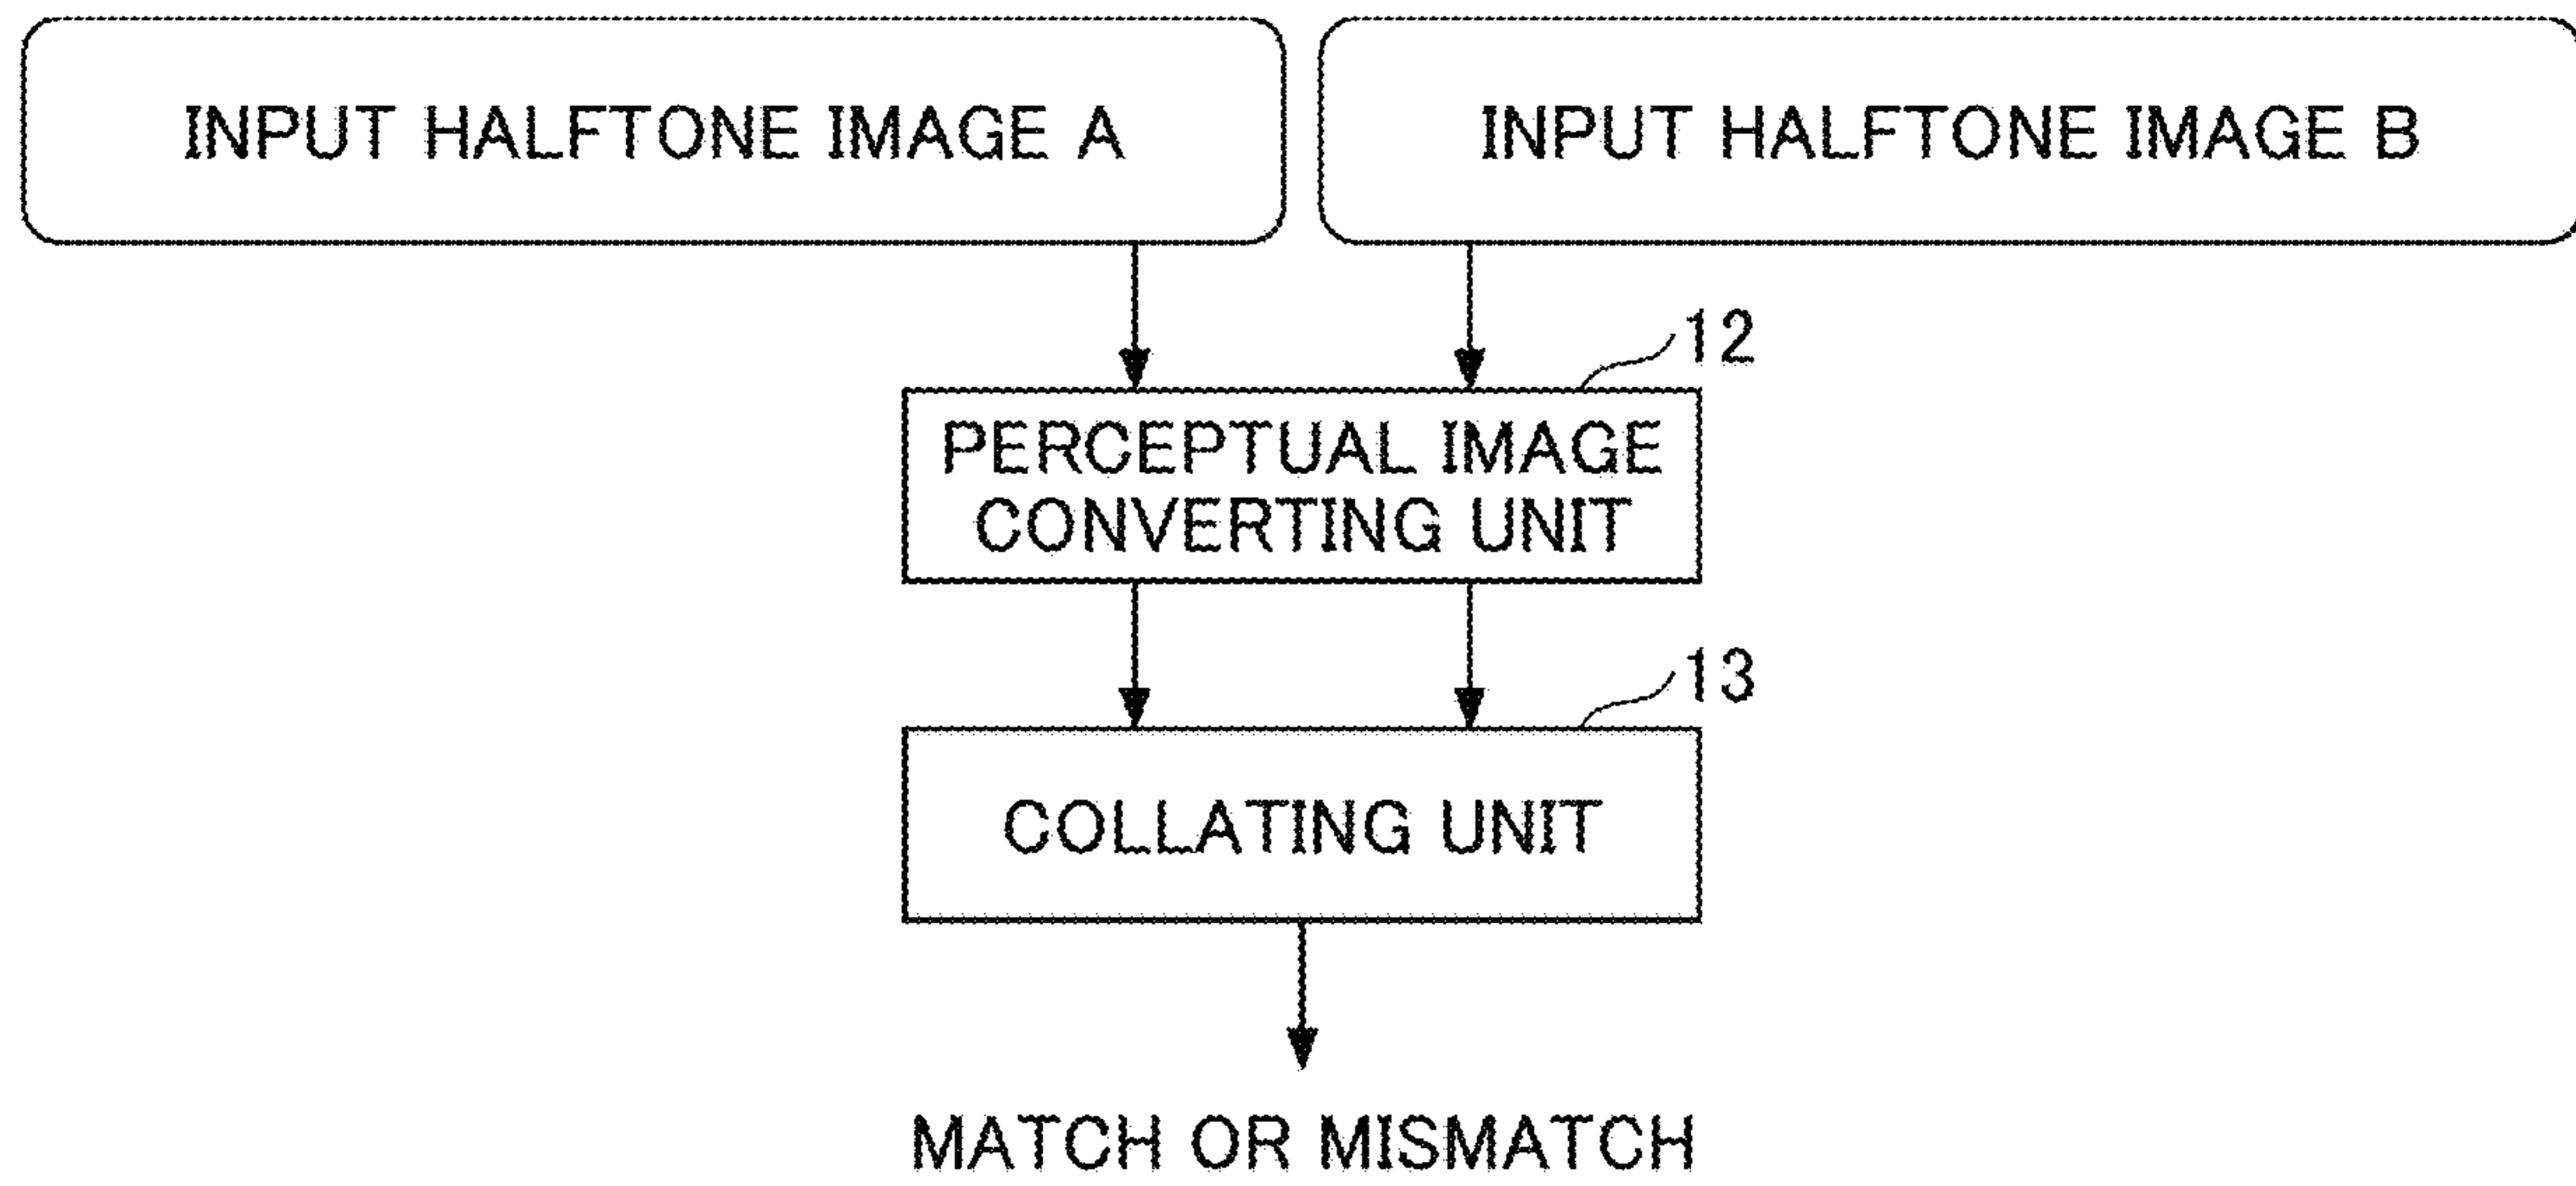 INPUT HALFTONE IMAGE A
INPUT HALFTONE IMAGE B
12
PERCEPTUAL IMAGE
CONVERTING UNIT
13
COLLATING UNIT
MATCH OR MISMATCH